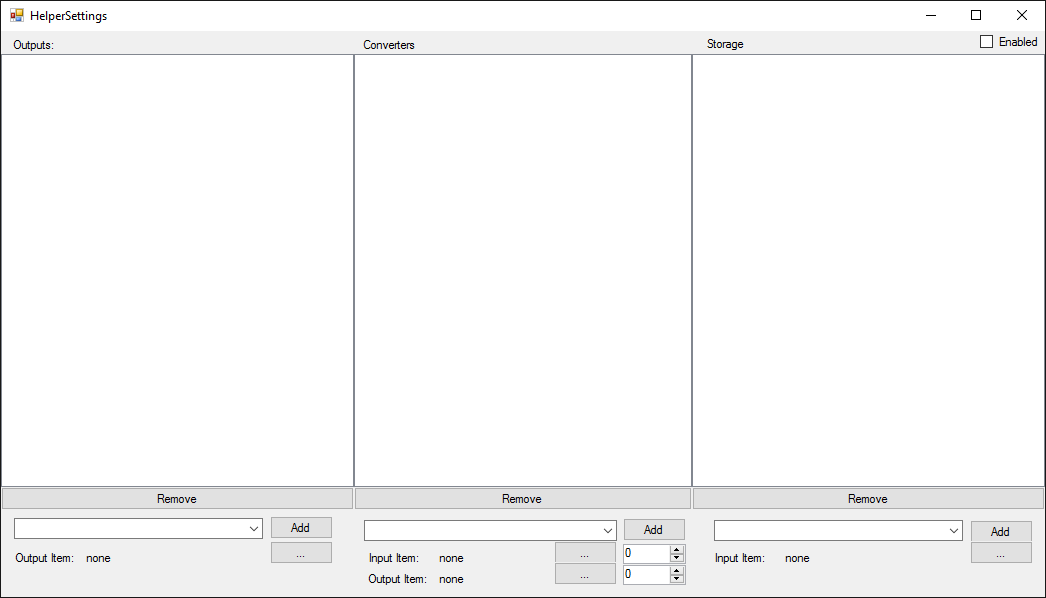 HelperSettings
Outputs: Converters Storage Enabled
Remove Remove Remove
Add Add Add
Output Item: none ... Input Item: none ... 0 Input Item: none ...
Output Item: none ... 0